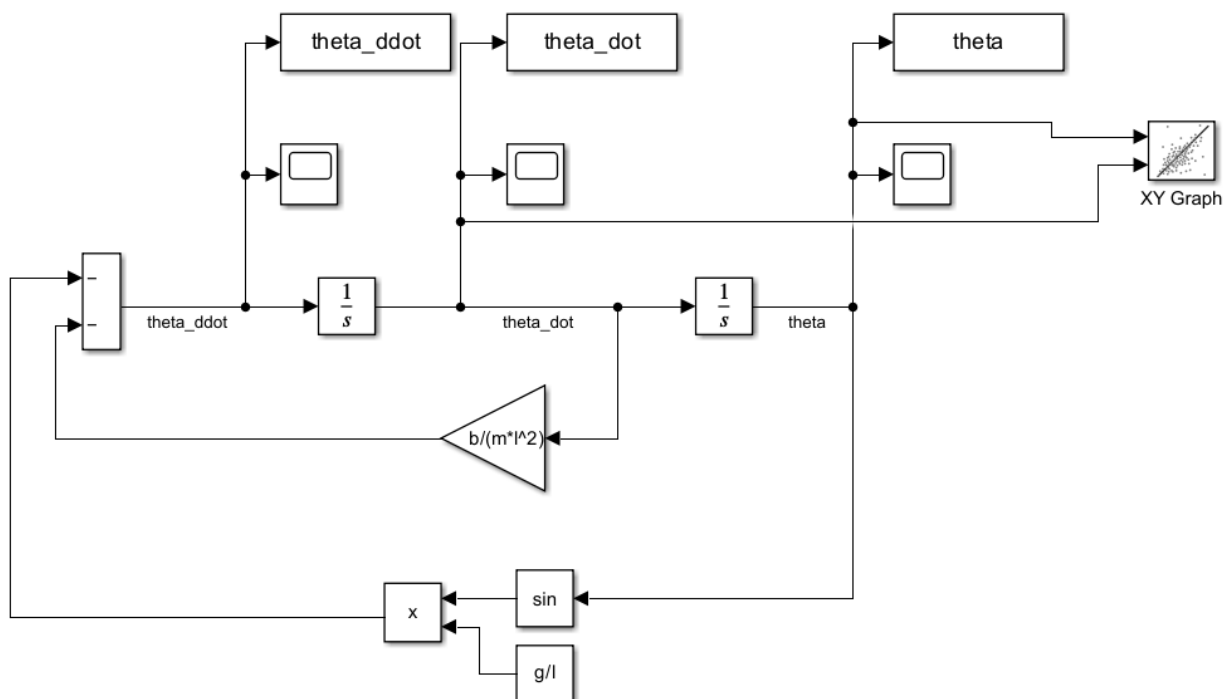 theta_ddot
theta_dot
theta
XY Graph
−
−
theta_ddot
1
s
theta_dot
1
s
theta
b/(m*l^2)
x
sin
g/l